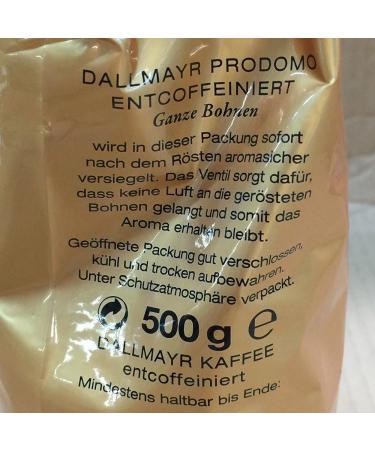 DALLMAYR PRODOMO
ENTCOFFEINIERT
Ganze Bohnen
wird in dieser Packung sofort
nach dem Rösten aromasicher
versiegelt. Das Ventil sorgt dafür,
dass keine Luft an die gerösteten
Bohnen gelangt und somit das
Aroma erhalten bleibt.
Geöffnete Packung gut verschlossen,
kühl und trocken aufbewahren.
Unter Schutzatmosphäre verpackt.
500 g ℮
DALLMAYR KAFFEE
entcoffeiniert
Mindestens haltbar bis Ende: